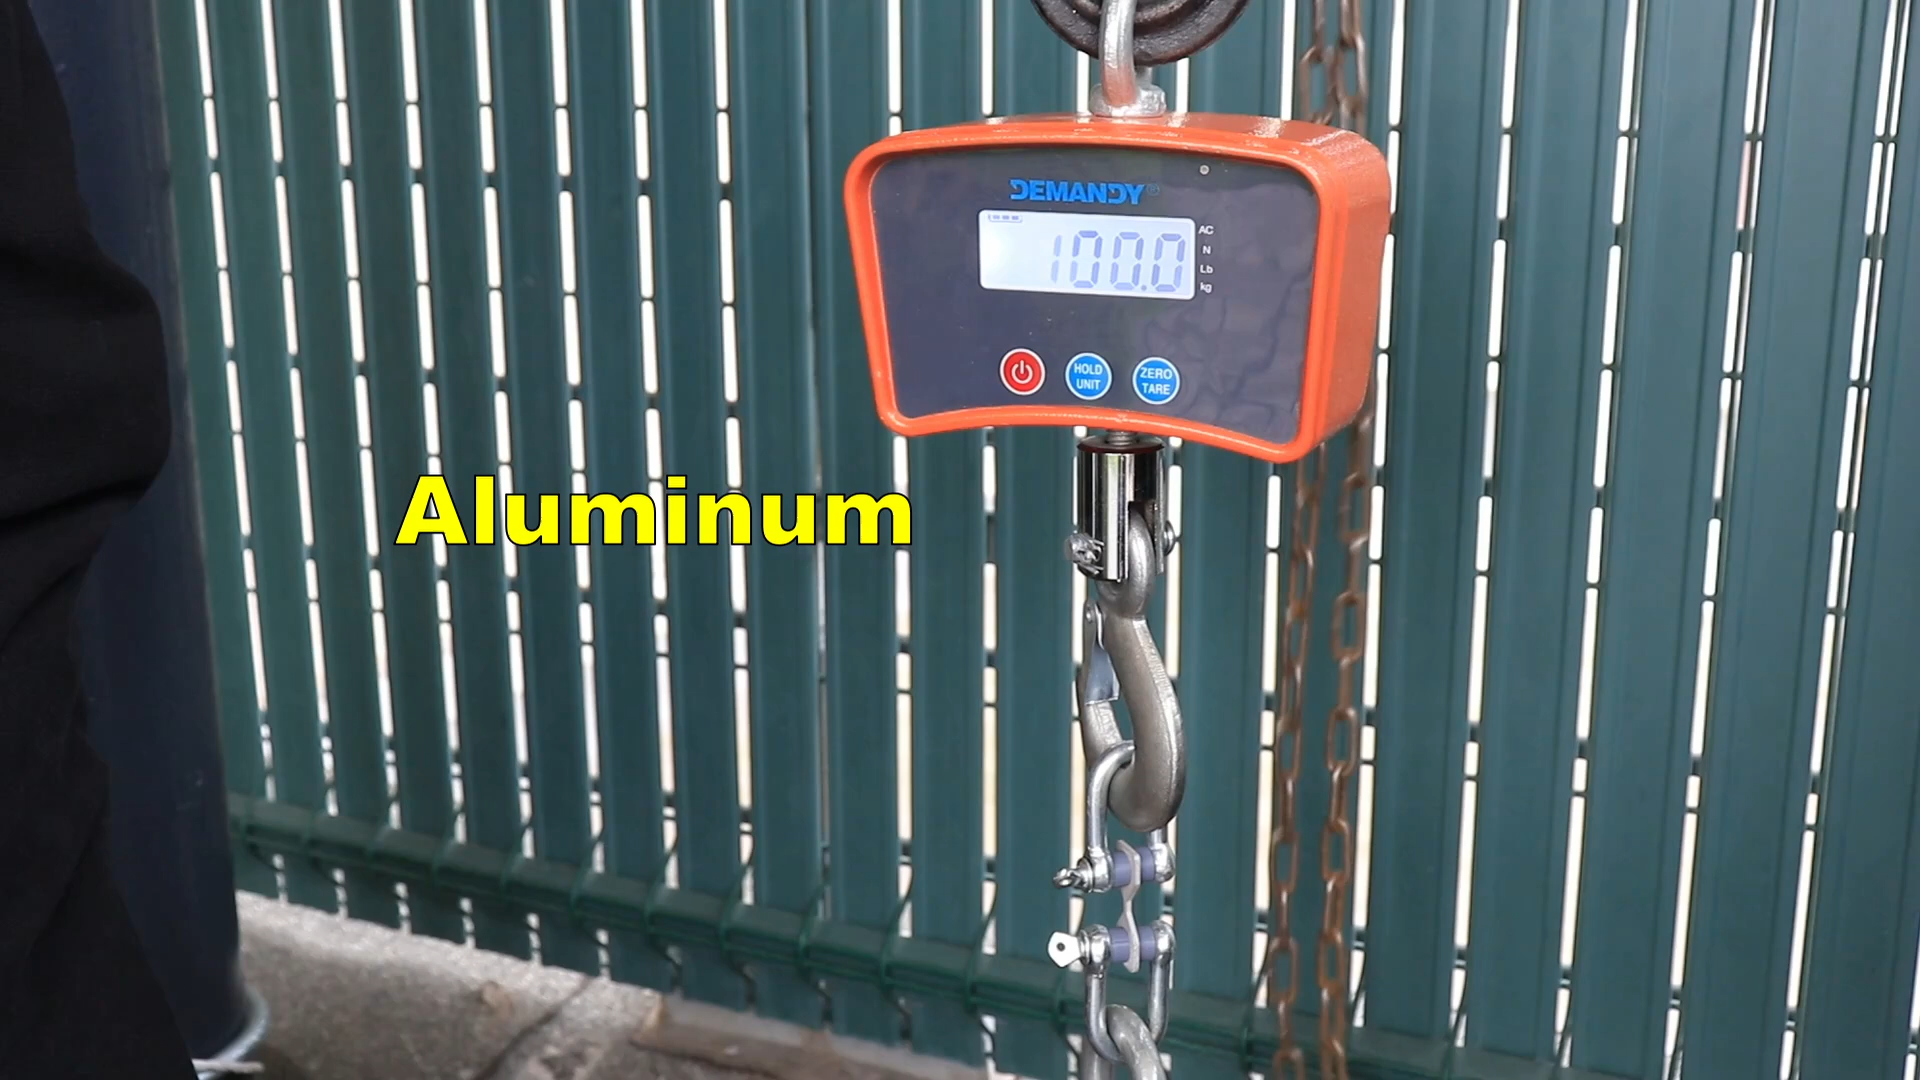 DEMANDY
100.0
AC
N
Lb
kg
HOLD
UNIT
ZERO
TARE
Aluminum